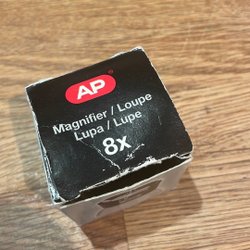 AP
Magnifier / Loupe
Lupa / Lupe
8x